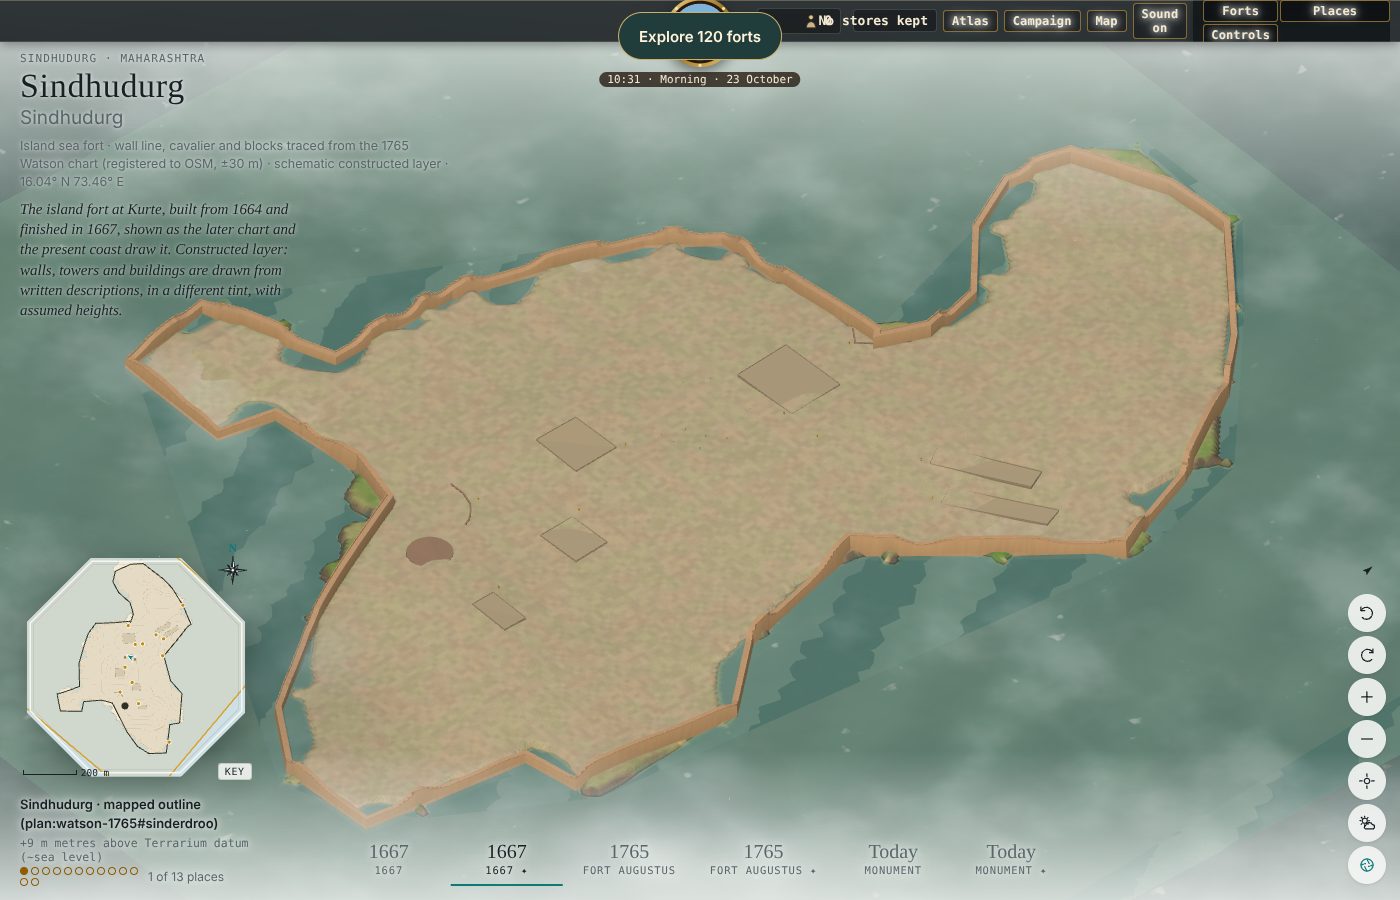 Explore 120 forts
stores kept
Atlas
Campaign
Map
Sound
on
Forts
Places
Controls
10:31 · Morning · 23 October
SINDHUDURG · MAHARASHTRA
Sindhudurg
Sindhudurg
Island sea fort · wall line, cavalier and blocks traced from the 1765
Watson chart (registered to OSM, ±30 m) · schematic constructed layer ·
16.04° N 73.46° E
The island fort at Kurte, built from 1664 and
finished in 1667, shown as the later chart and
the present coast draw it. Constructed layer:
walls, towers and buildings are drawn from
written descriptions, in a different tint, with
assumed heights.
N
200 m
KEY
Sindhudurg · mapped outline
(plan:watson-1765#sinderdroo)
+9 m metres above Terrarium datum
(~sea level)
1 of 13 places
1667
1667
1667
1667 ✦
1765
FORT AUGUSTUS
1765
FORT AUGUSTUS ✦
Today
MONUMENT
Today
MONUMENT ✦